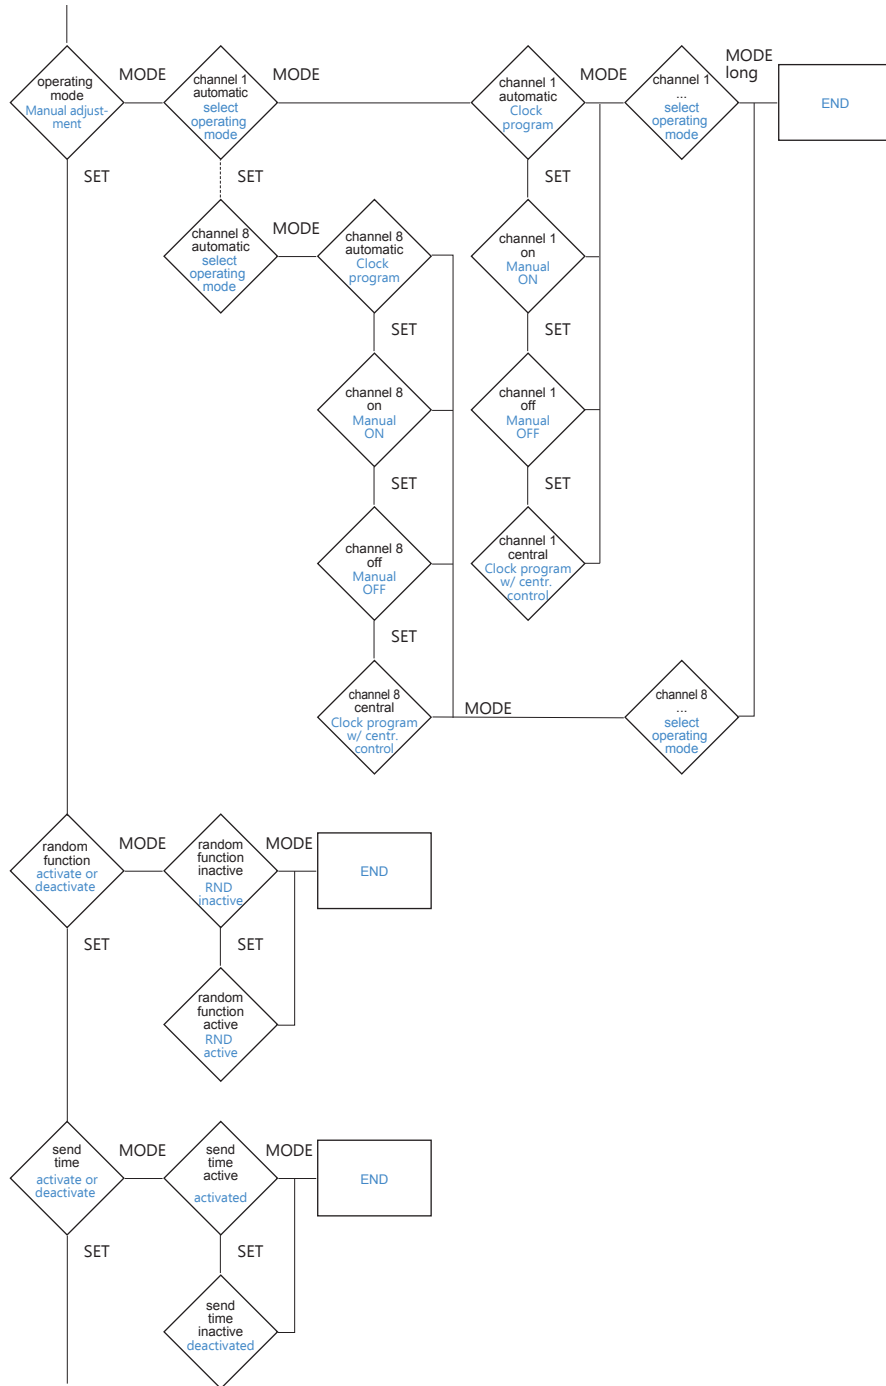 operating
mode
Manual adjust-
ment
MODE
channel 1
automatic
select
operating
mode
MODE
channel 1
automatic
Clock
program
MODE
channel 1
...
select
operating
mode
MODE
long
END
SET
SET
SET
channel 8
automatic
select
operating
mode
MODE
channel 8
automatic
Clock
program
channel 1
on
Manual
ON
SET
SET
channel 8
on
Manual
ON
channel 1
off
Manual
OFF
SET
SET
channel 8
off
Manual
OFF
channel 1
central
Clock program
w/ centr.
control
SET
channel 8
central
Clock program
w/ centr.
control
MODE
channel 8
...
select
operating
mode
random
function
activate or
deactivate
MODE
random
function
inactive
RND
inactive
MODE
END
SET
SET
random
function
active
RND
active
send
time
activate or
deactivate
MODE
send
time
active
activated
MODE
END
SET
SET
send
time
inactive
deactivated